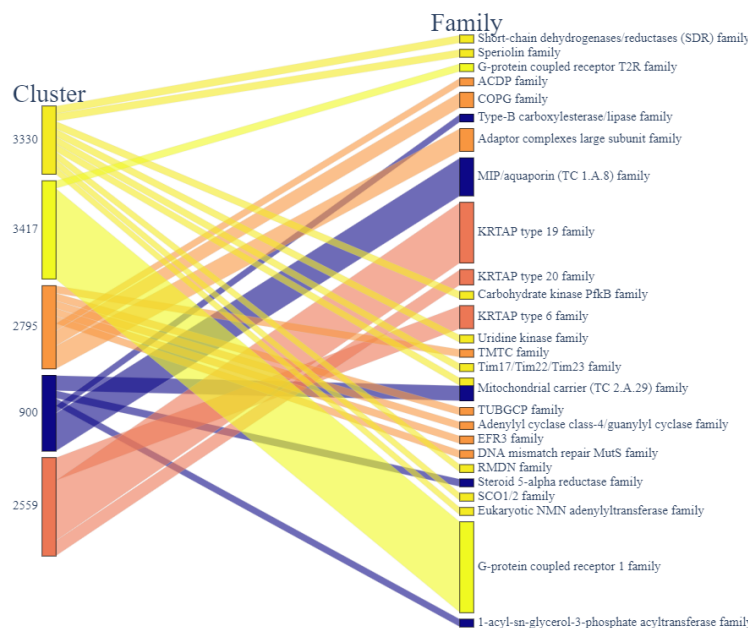 Cluster
3330
3417
2795
900
2559
Family
Short-chain dehydrogenases/reductases (SDR) family
Speriolin family
G-protein coupled receptor T2R family
ACDP family
COPG family
Type-B carboxylesterase/lipase family
Adaptor complexes large subunit family
MIP/aquaporin (TC 1.A.8) family
KRTAP type 19 family
KRTAP type 20 family
Carbohydrate kinase PfkB family
KRTAP type 6 family
Uridine kinase family
TMTC family
Tim17/Tim22/Tim23 family
Mitochondrial carrier (TC 2.A.29) family
TUBGCP family
Adenylyl cyclase class-4/guanylyl cyclase family
EFR3 family
DNA mismatch repair MutS family
RMDN family
Steroid 5-alpha reductase family
SCO1/2 family
Eukaryotic NMN adenylyltransferase family
G-protein coupled receptor 1 family
1-acyl-sn-glycerol-3-phosphate acyltransferase family